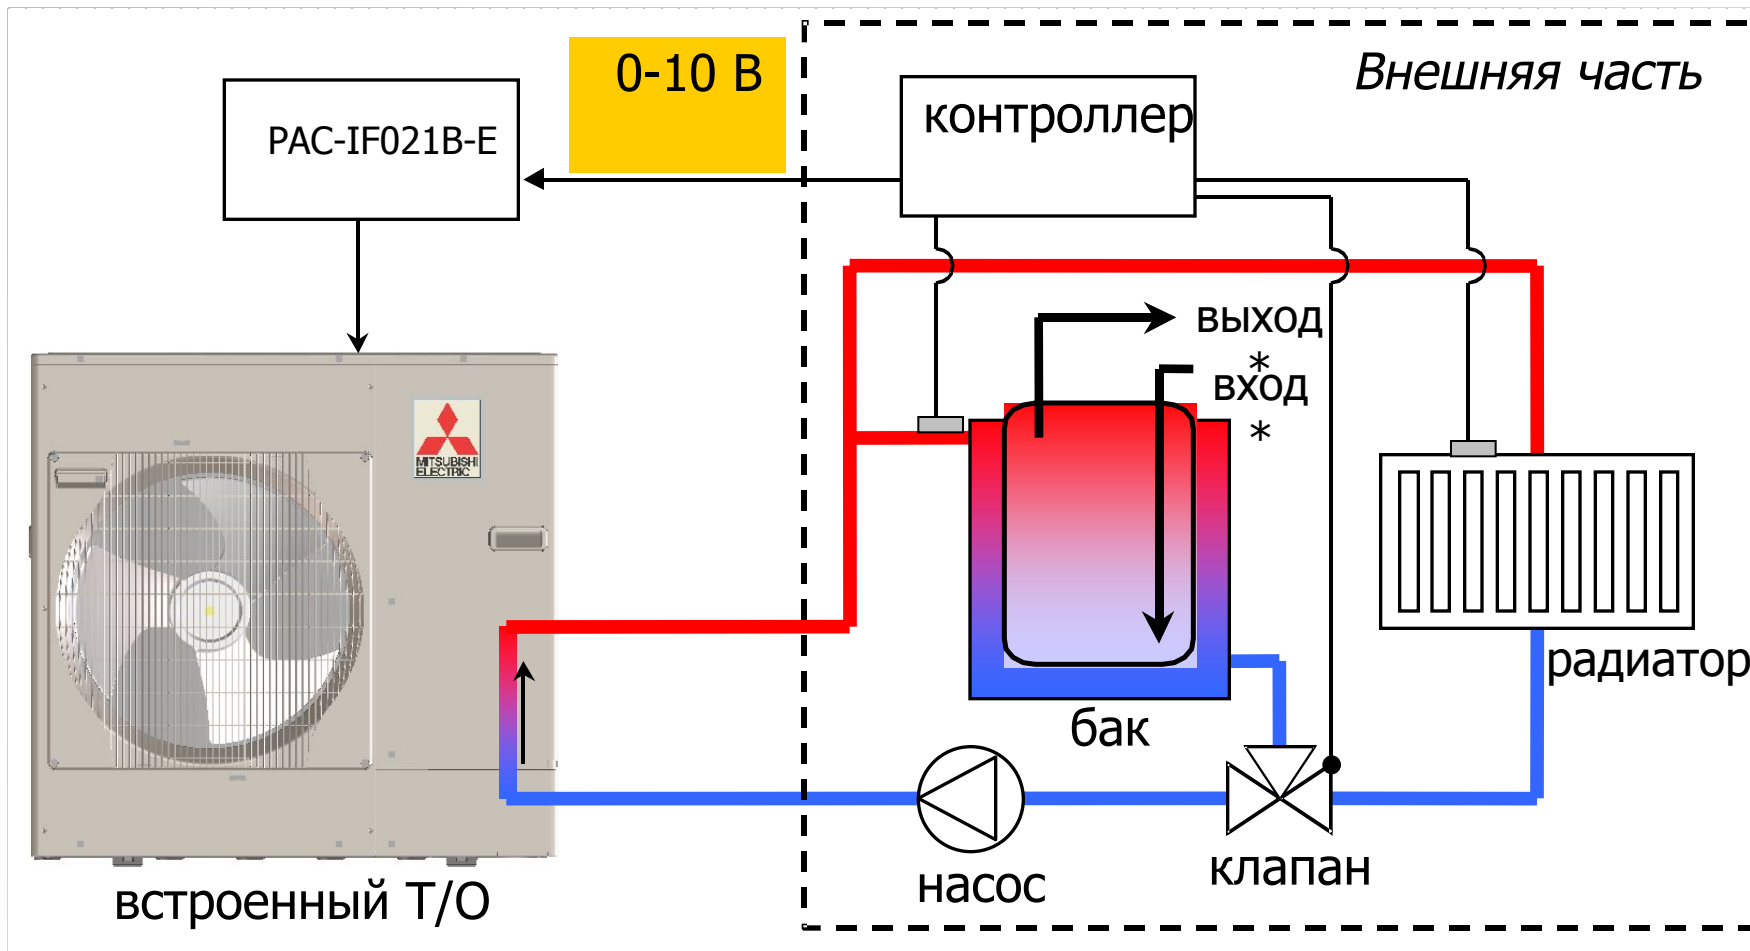 0-10 В
Внешняя часть
контроллер
PAC-IF021B-E
выход
*
вход
*
MITSUBISHI
ELECTRIC
радиатор
бак
клапан
насос
встроенный Т/О